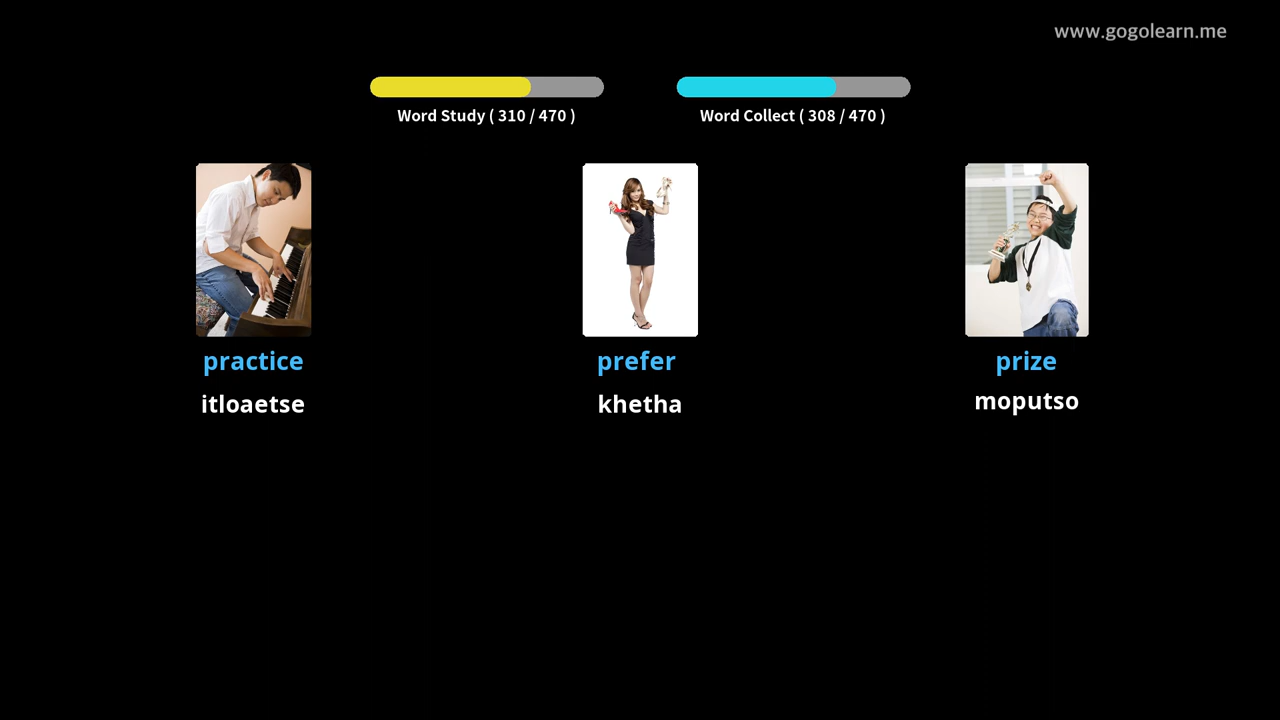 www.gogolearn.me
Word Study ( 310 / 470 )
Word Collect ( 308 / 470 )
practice
itloaetse
prefer
khetha
prize
moputso